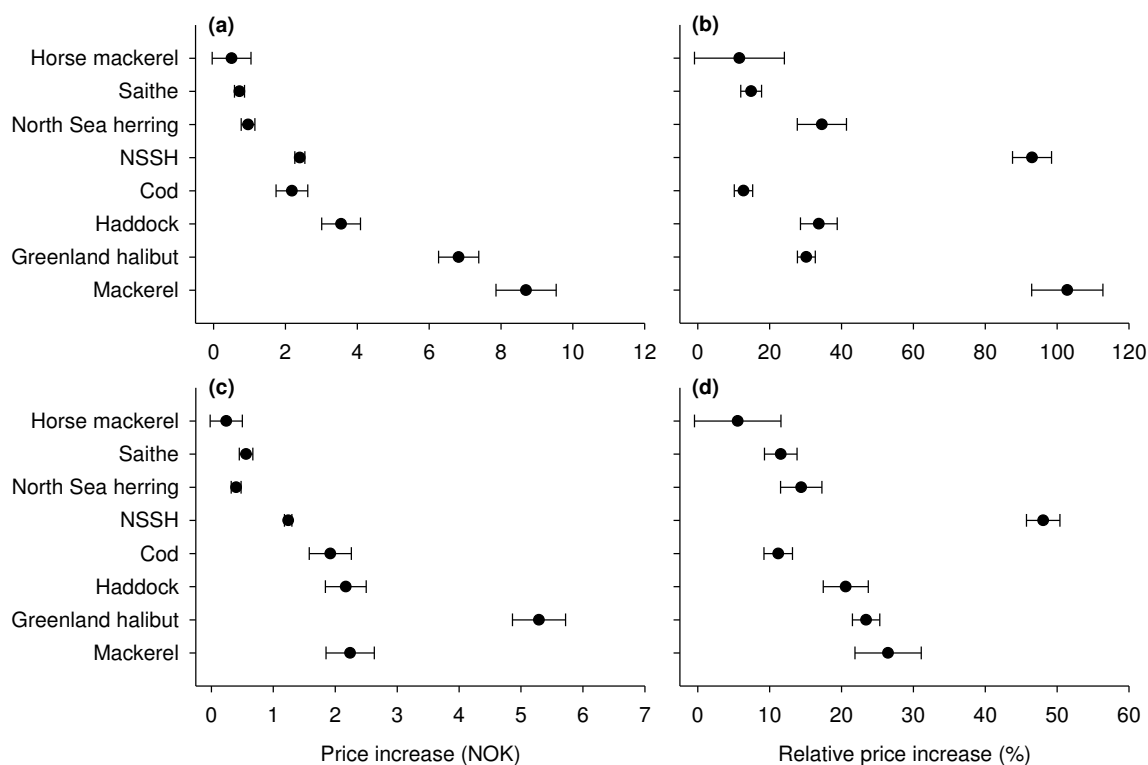 (a) (b)
Horse mackerel
Saithe
North Sea herring
NSSH
Cod
Haddock
Greenland halibut
Mackerel
0 2 4 6 8 10 12 0 20 40 60 80 100 120
(c) (d)
Horse mackerel
Saithe
North Sea herring
NSSH
Cod
Haddock
Greenland halibut
Mackerel
0 1 2 3 4 5 6 7 0 10 20 30 40 50 60
Price increase (NOK) Relative price increase (%)